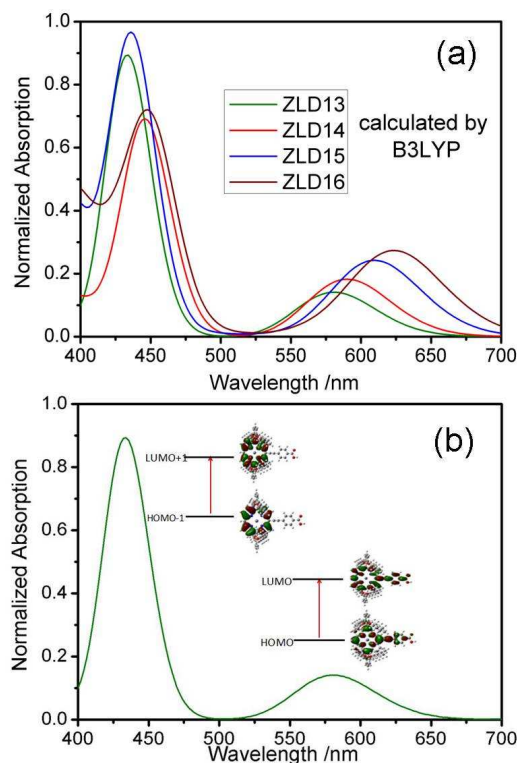 (a)
ZLD13
ZLD14
ZLD15
ZLD16
calculated by
B3LYP
Normalized Absorption
1.0
0.8
0.6
0.4
0.2
0.0
400 450 500 550 600 650 700
Wavelength /nm
(b)
LUMO+1
HOMO-1
LUMO
HOMO
Normalized Absorption
1.0
0.8
0.6
0.4
0.2
0.0
400 450 500 550 600 650 700
Wavelength /nm